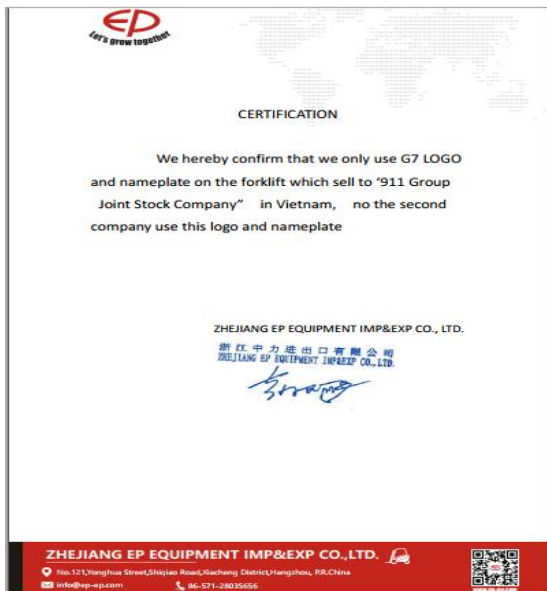 EP
Let's grow together
CERTIFICATION
We hereby confirm that we only use G7 LOGO
and nameplate on the forklift which sell to '911 Group
Joint Stock Company" in Vietnam, no the second
company use this logo and nameplate
ZHEJIANG EP EQUIPMENT IMP&EXP CO., LTD.
浙江中力进出口有限公司
ZHEJIANG EP EQUIPMENT IMP&EXP CO.,LTD.
ZHEJIANG EP EQUIPMENT IMP&EXP CO.,LTD.
No.121,Yonghua Street,Shiqiao Road,Xiacheng District,Hangzhou, P.R.China
info@ep-ep.com 86-571-28035656
www.ep-ep.com